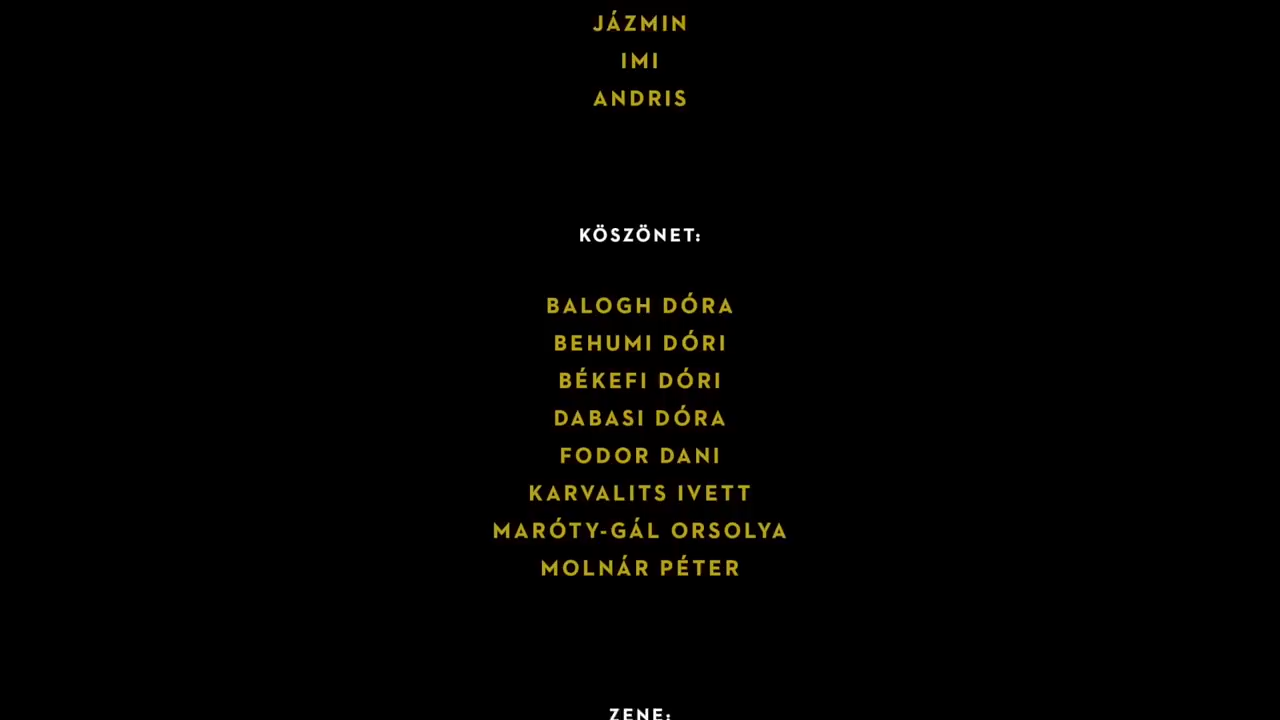 JÁZMIN
IMI
ANDRIS
KÖSZÖNET:
BALOGH DÓRA
BEHUMI DÓRI
BÉKEFI DÓRI
DABASI DÓRA
FODOR DANI
KARVALITS IVETT
MARÓTY-GÁL ORSOLYA
MOLNÁR PÉTER
ZENE: